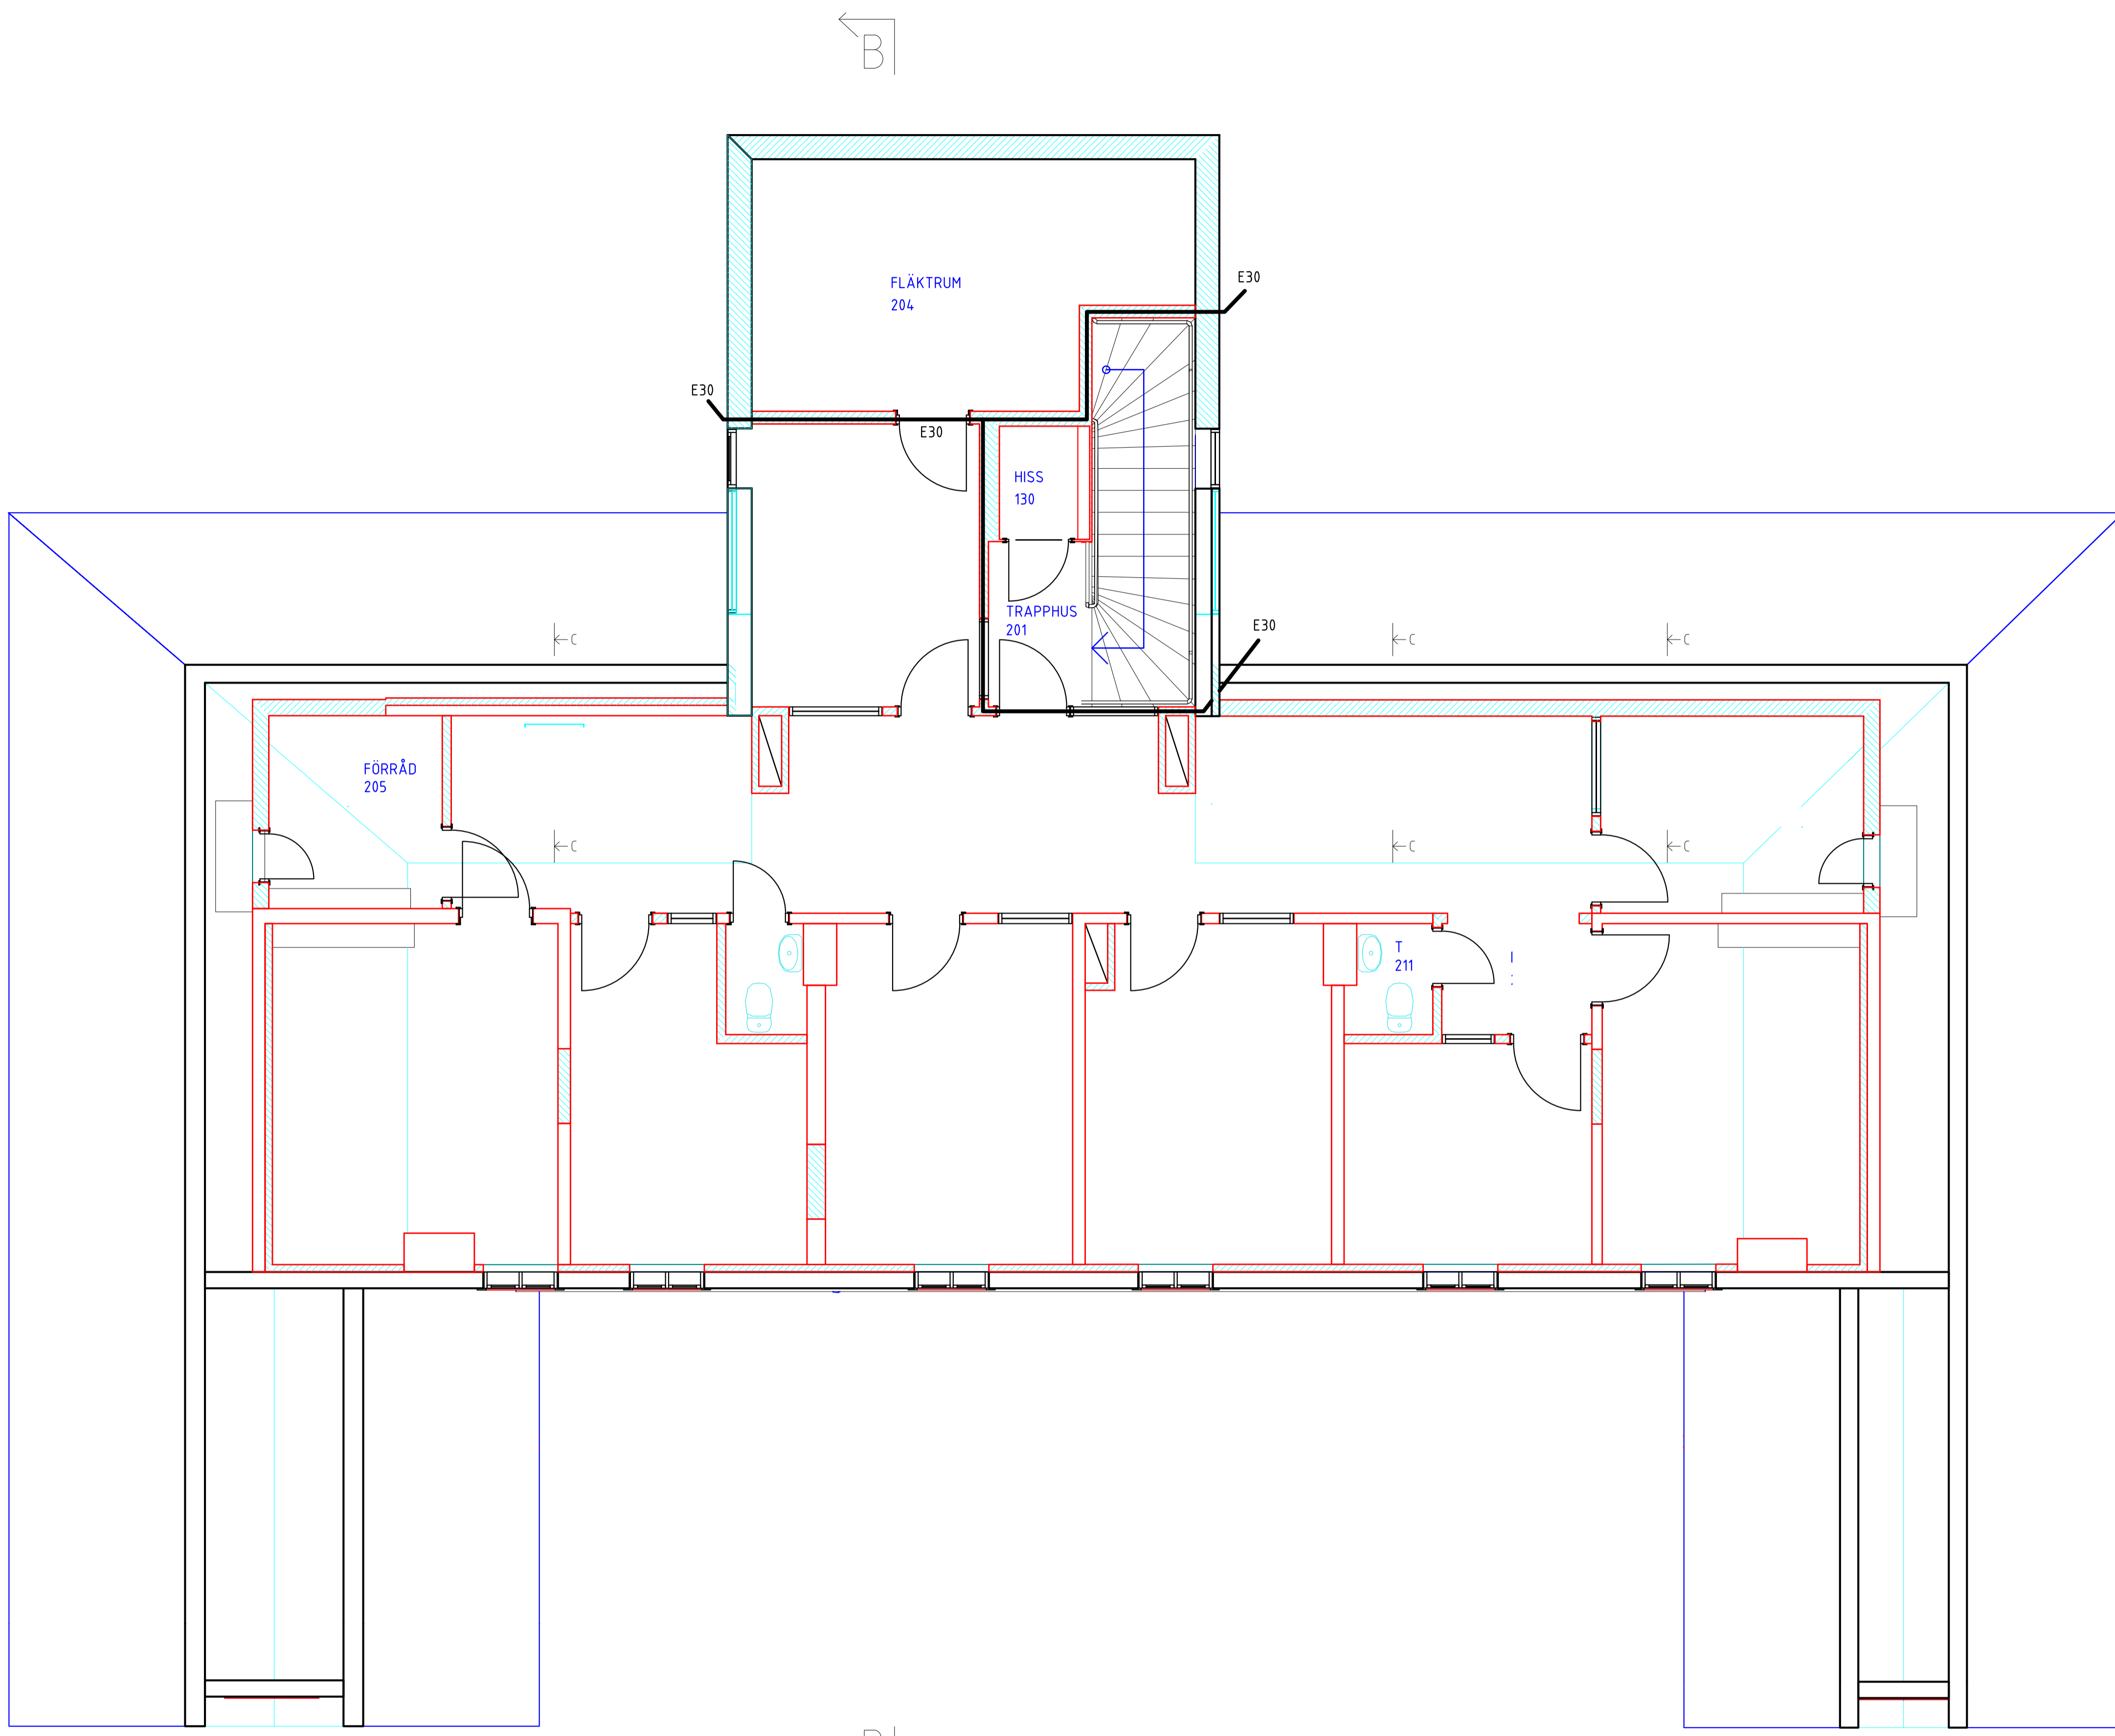 B
FLÄKTRUM
204
E30
E30
E30
HISS
130
TRAPPHUS
201
E30
C
C
C
FÖRRÅD
205
C
C
C
T
211